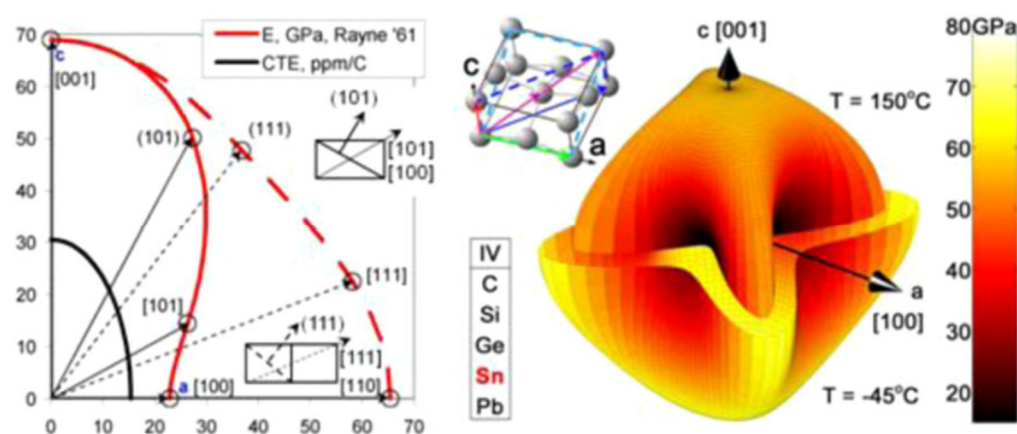 70
60
50
40
30
20
10
0
0 10 20 30 40 50 60 70
E, GPa, Rayne '61
CTE, ppm/C
c
[001]
(101)
(111)
(101)
[101]
[100]
[111]
[101]
(111)
[111]
[110]
a [100]
c
a
IV
C
Si
Ge
Sn
Pb
c [001]
T = 150°C
a
[100]
T = -45°C
80GPa
70
60
50
40
30
20